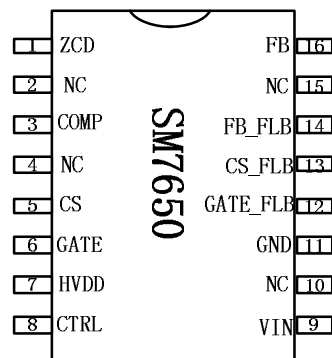 1 ZCD FB 16
2 NC NC 15
3 COMP FB_FLB 14
4 NC CS_FLB 13
5 CS GATE_FLB 12
6 GATE GND 11
7 HVDD NC 10
8 CTRL VIN 9
SM7650